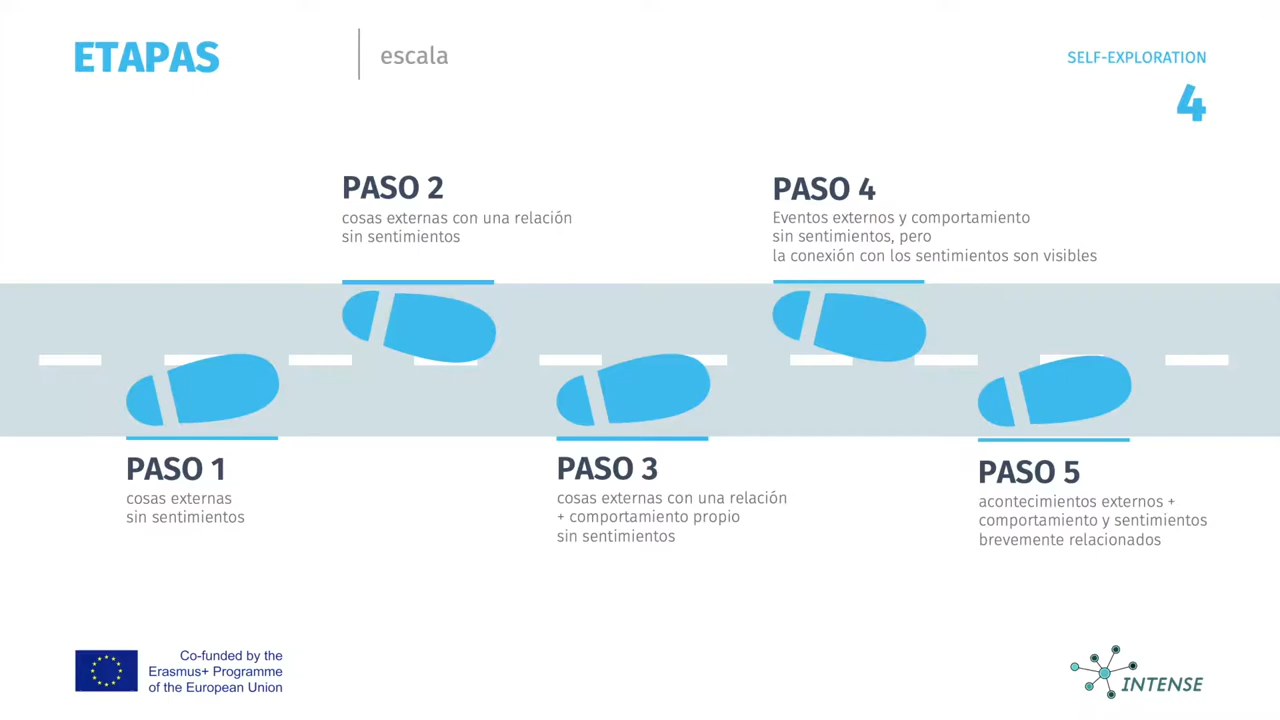 ETAPAS
escala
SELF-EXPLORATION
4
PASO 2
cosas externas con una relación
sin sentimientos
PASO 4
Eventos externos y comportamiento
sin sentimientos, pero
la conexión con los sentimientos son visibles
PASO 1
cosas externas
sin sentimientos
PASO 3
cosas externas con una relación
+ comportamiento propio
sin sentimientos
PASO 5
acontecimientos externos +
comportamiento y sentimientos
brevemente relacionados
Co-funded by the
Erasmus+ Programme
of the European Union
INTENSE